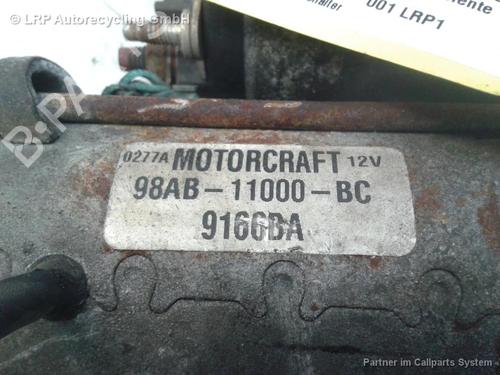 © LRP Autorecycling GmbH
001 LRP1
0277A MOTORCRAFT 12V
98AB-11000-BC
9166BA
Partner im Callparts System